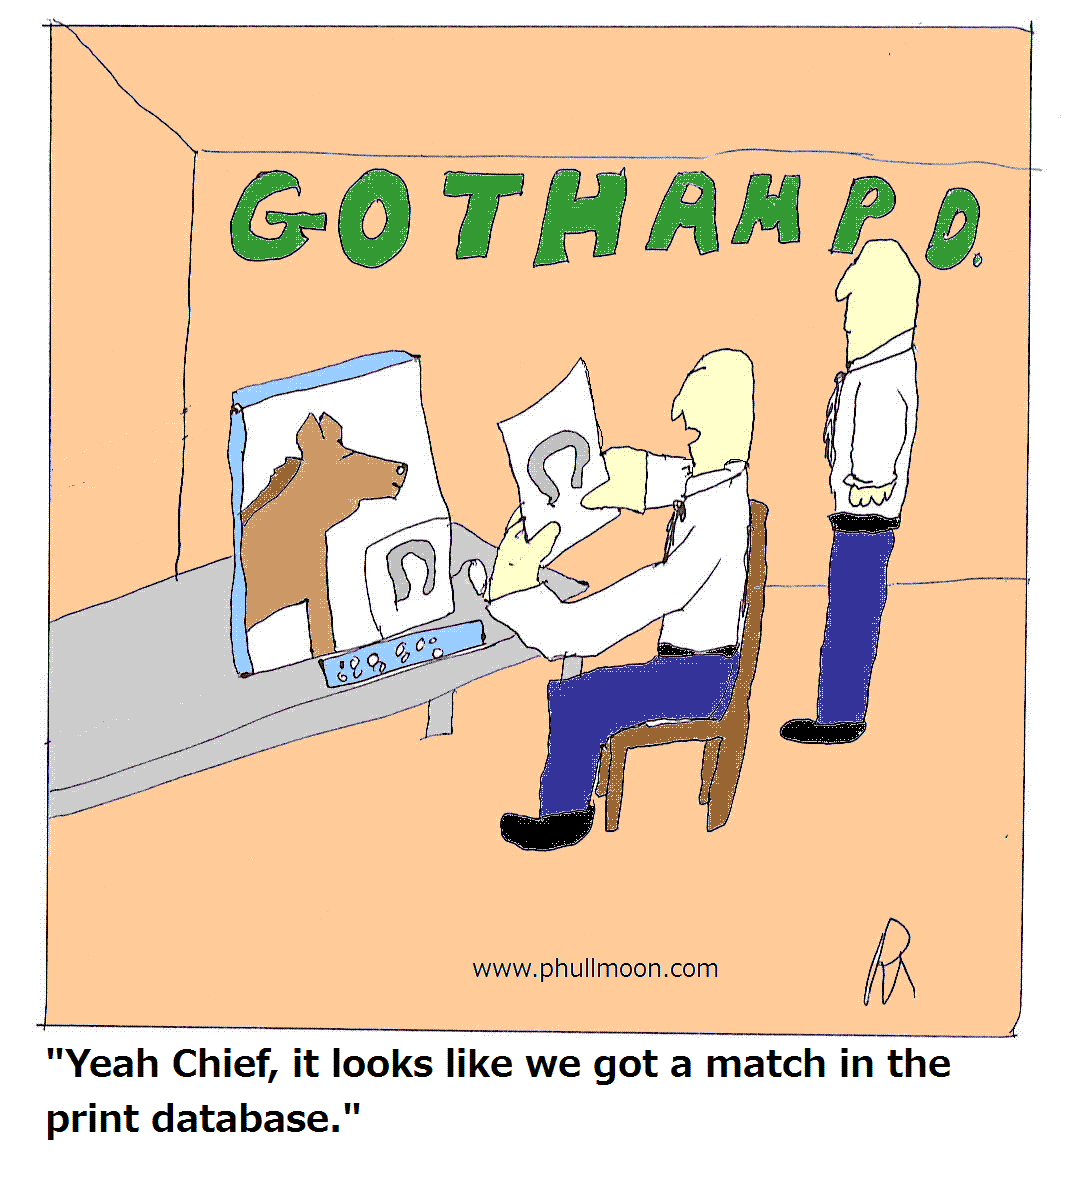 GOTHAM P D.
www.phullmoon.com
"Yeah Chief, it looks like we got a match in the
print database."